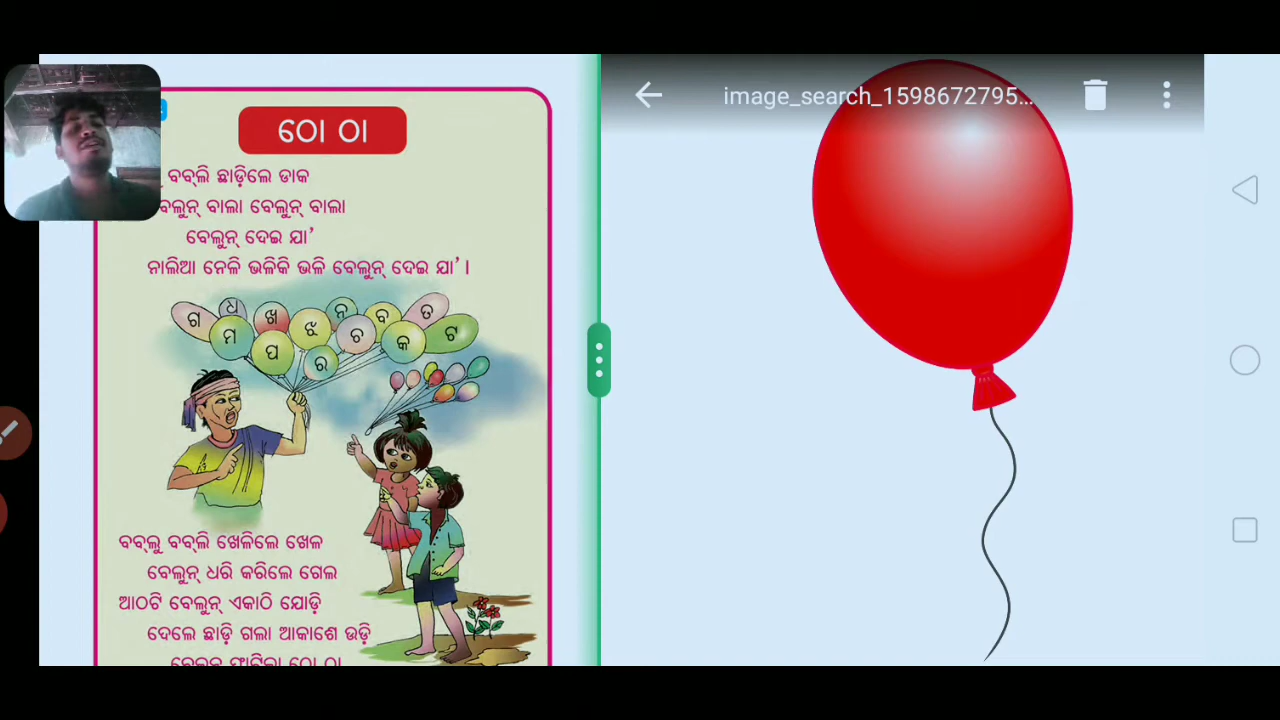 ଠୋ ଠା
ବବ୍‌ଲି ଛାଡ଼ିଲେ ଡାକ
ବେଲୁନ୍ ବାଲା ବେଲୁନ୍ ବାଲା
ବେଲୁନ୍ ଦେଇ ଯା'
ନାଲିଆ ନେଳି ଭଳିକି ଭଳି ବେଲୁନ୍ ଦେଇ ଯା'।
ଗ ଧ ଖ ଝ ନ ବ ତ
ମ ପ ର ଚ କ ଟ
ବବ୍‌ଲୁ ବବ୍‌ଲି ଖେଳିଲେ ଖେଳ
ବେଲୁନ୍ ଧରି କରିଲେ ଗେଲ
ଆଠଟି ବେଲୁନ୍ ଏକାଠି ଯୋଡ଼ି
ଦେଲେ ଛାଡ଼ି ଗଲା ଆକାଶେ ଉଡ଼ି
ବେଲୁନ୍ ଫାଟିଲା ଠୋ ଠା
image_search_1598672795...